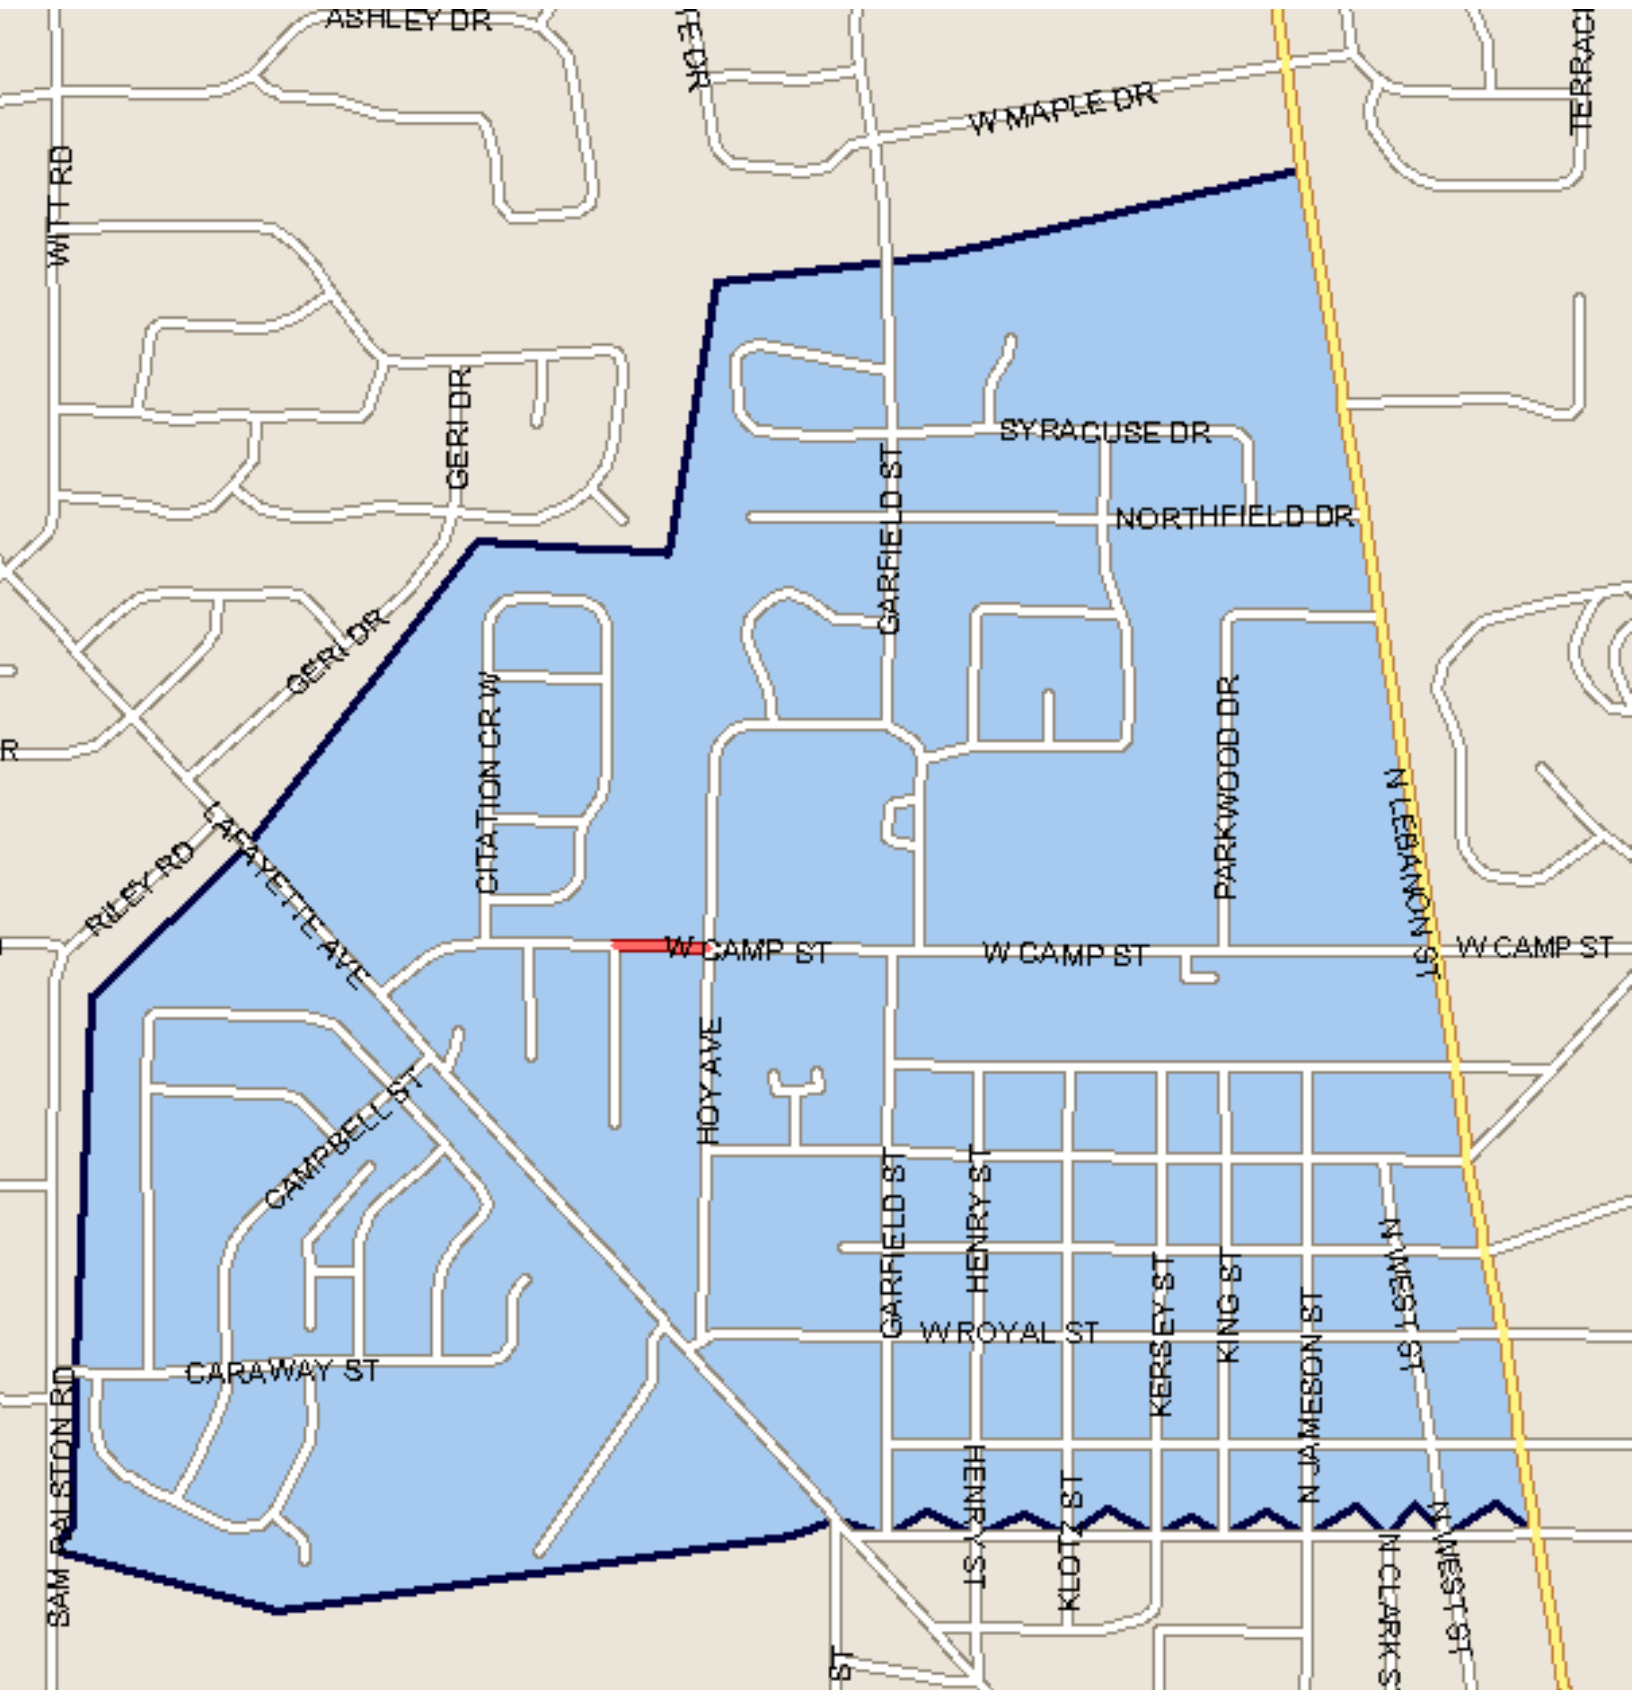 ASHLEY DR
W MAPLE DR
WITT RD
GERI DR
SYRACUSE DR
GARFIELD ST
NORTHFIELD DR
GERI DR
CITATION CR W
PARKWOOD DR
N LEBANON ST
LAFAYETTE AVE
RILEY RD
W CAMP ST
W CAMP ST
W CAMP ST
HOY AVE
CAMPBELL ST
GARFIELD ST
HENRY ST
KERSEY ST
KING ST
N WEST ST
N JAMESON ST
W ROYAL ST
CARAWAY ST
SAM RALSTON RD
HENRY ST
KLOTZ ST
N WEST ST
N CLARK S
ST